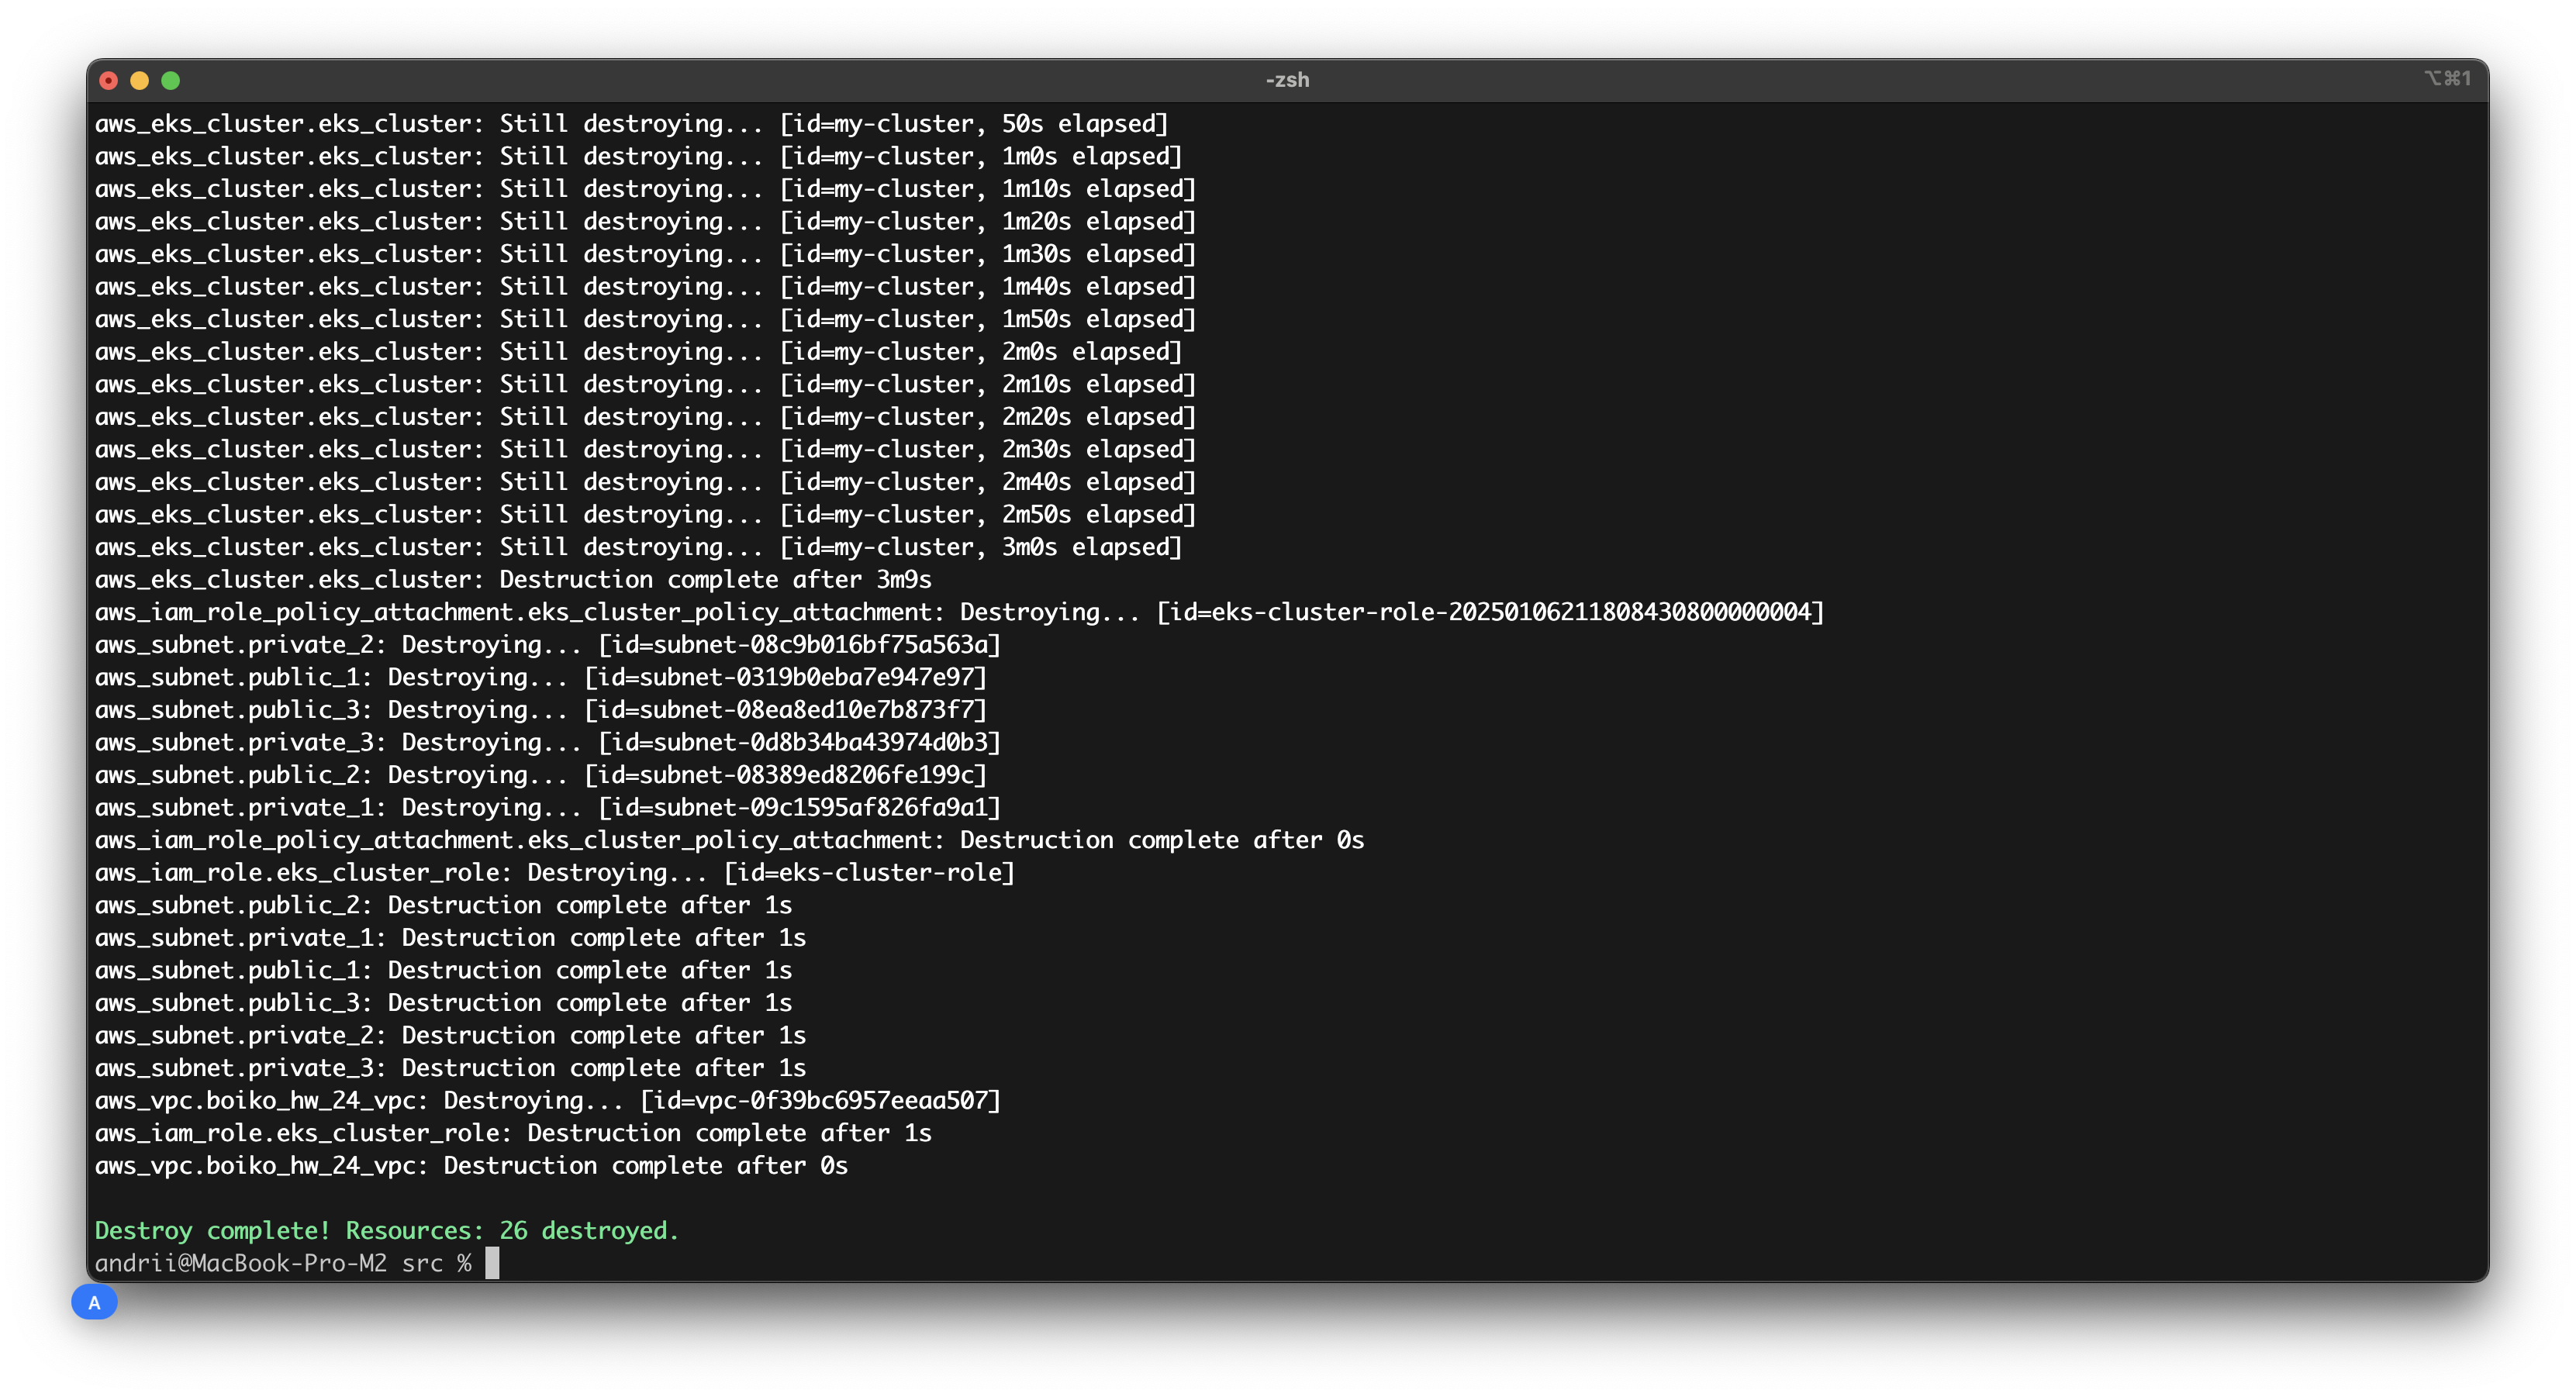 -zsh
⌥⌘1
aws_eks_cluster.eks_cluster: Still destroying... [id=my-cluster, 50s elapsed]
aws_eks_cluster.eks_cluster: Still destroying... [id=my-cluster, 1m0s elapsed]
aws_eks_cluster.eks_cluster: Still destroying... [id=my-cluster, 1m10s elapsed]
aws_eks_cluster.eks_cluster: Still destroying... [id=my-cluster, 1m20s elapsed]
aws_eks_cluster.eks_cluster: Still destroying... [id=my-cluster, 1m30s elapsed]
aws_eks_cluster.eks_cluster: Still destroying... [id=my-cluster, 1m40s elapsed]
aws_eks_cluster.eks_cluster: Still destroying... [id=my-cluster, 1m50s elapsed]
aws_eks_cluster.eks_cluster: Still destroying... [id=my-cluster, 2m0s elapsed]
aws_eks_cluster.eks_cluster: Still destroying... [id=my-cluster, 2m10s elapsed]
aws_eks_cluster.eks_cluster: Still destroying... [id=my-cluster, 2m20s elapsed]
aws_eks_cluster.eks_cluster: Still destroying... [id=my-cluster, 2m30s elapsed]
aws_eks_cluster.eks_cluster: Still destroying... [id=my-cluster, 2m40s elapsed]
aws_eks_cluster.eks_cluster: Still destroying... [id=my-cluster, 2m50s elapsed]
aws_eks_cluster.eks_cluster: Still destroying... [id=my-cluster, 3m0s elapsed]
aws_eks_cluster.eks_cluster: Destruction complete after 3m9s
aws_iam_role_policy_attachment.eks_cluster_policy_attachment: Destroying... [id=eks-cluster-role-20250106211808430800000004]
aws_subnet.private_2: Destroying... [id=subnet-08c9b016bf75a563a]
aws_subnet.public_1: Destroying... [id=subnet-0319b0eba7e947e97]
aws_subnet.public_3: Destroying... [id=subnet-08ea8ed10e7b873f7]
aws_subnet.private_3: Destroying... [id=subnet-0d8b34ba43974d0b3]
aws_subnet.public_2: Destroying... [id=subnet-08389ed8206fe199c]
aws_subnet.private_1: Destroying... [id=subnet-09c1595af826fa9a1]
aws_iam_role_policy_attachment.eks_cluster_policy_attachment: Destruction complete after 0s
aws_iam_role.eks_cluster_role: Destroying... [id=eks-cluster-role]
aws_subnet.public_2: Destruction complete after 1s
aws_subnet.private_1: Destruction complete after 1s
aws_subnet.public_1: Destruction complete after 1s
aws_subnet.public_3: Destruction complete after 1s
aws_subnet.private_2: Destruction complete after 1s
aws_subnet.private_3: Destruction complete after 1s
aws_vpc.boiko_hw_24_vpc: Destroying... [id=vpc-0f39bc6957eeaa507]
aws_iam_role.eks_cluster_role: Destruction complete after 1s
aws_vpc.boiko_hw_24_vpc: Destruction complete after 0s
Destroy complete! Resources: 26 destroyed.
andrii@MacBook-Pro-M2 src %
A